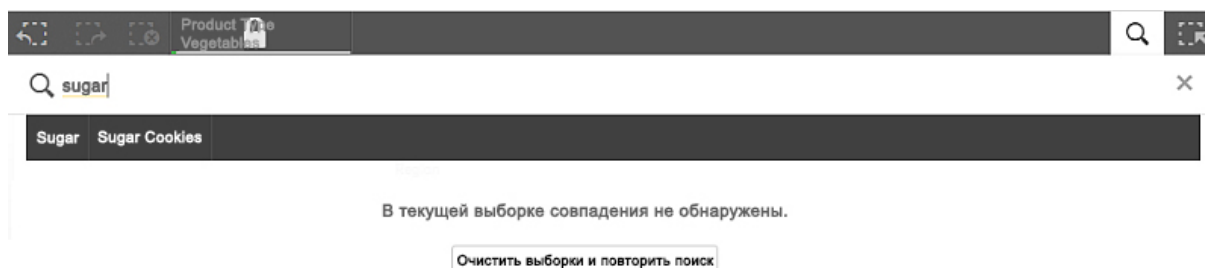 Product Type
Vegetables
sugar
Sugar Sugar Cookies
В текущей выборке совпадения не обнаружены.
Очистить выборки и повторить поиск